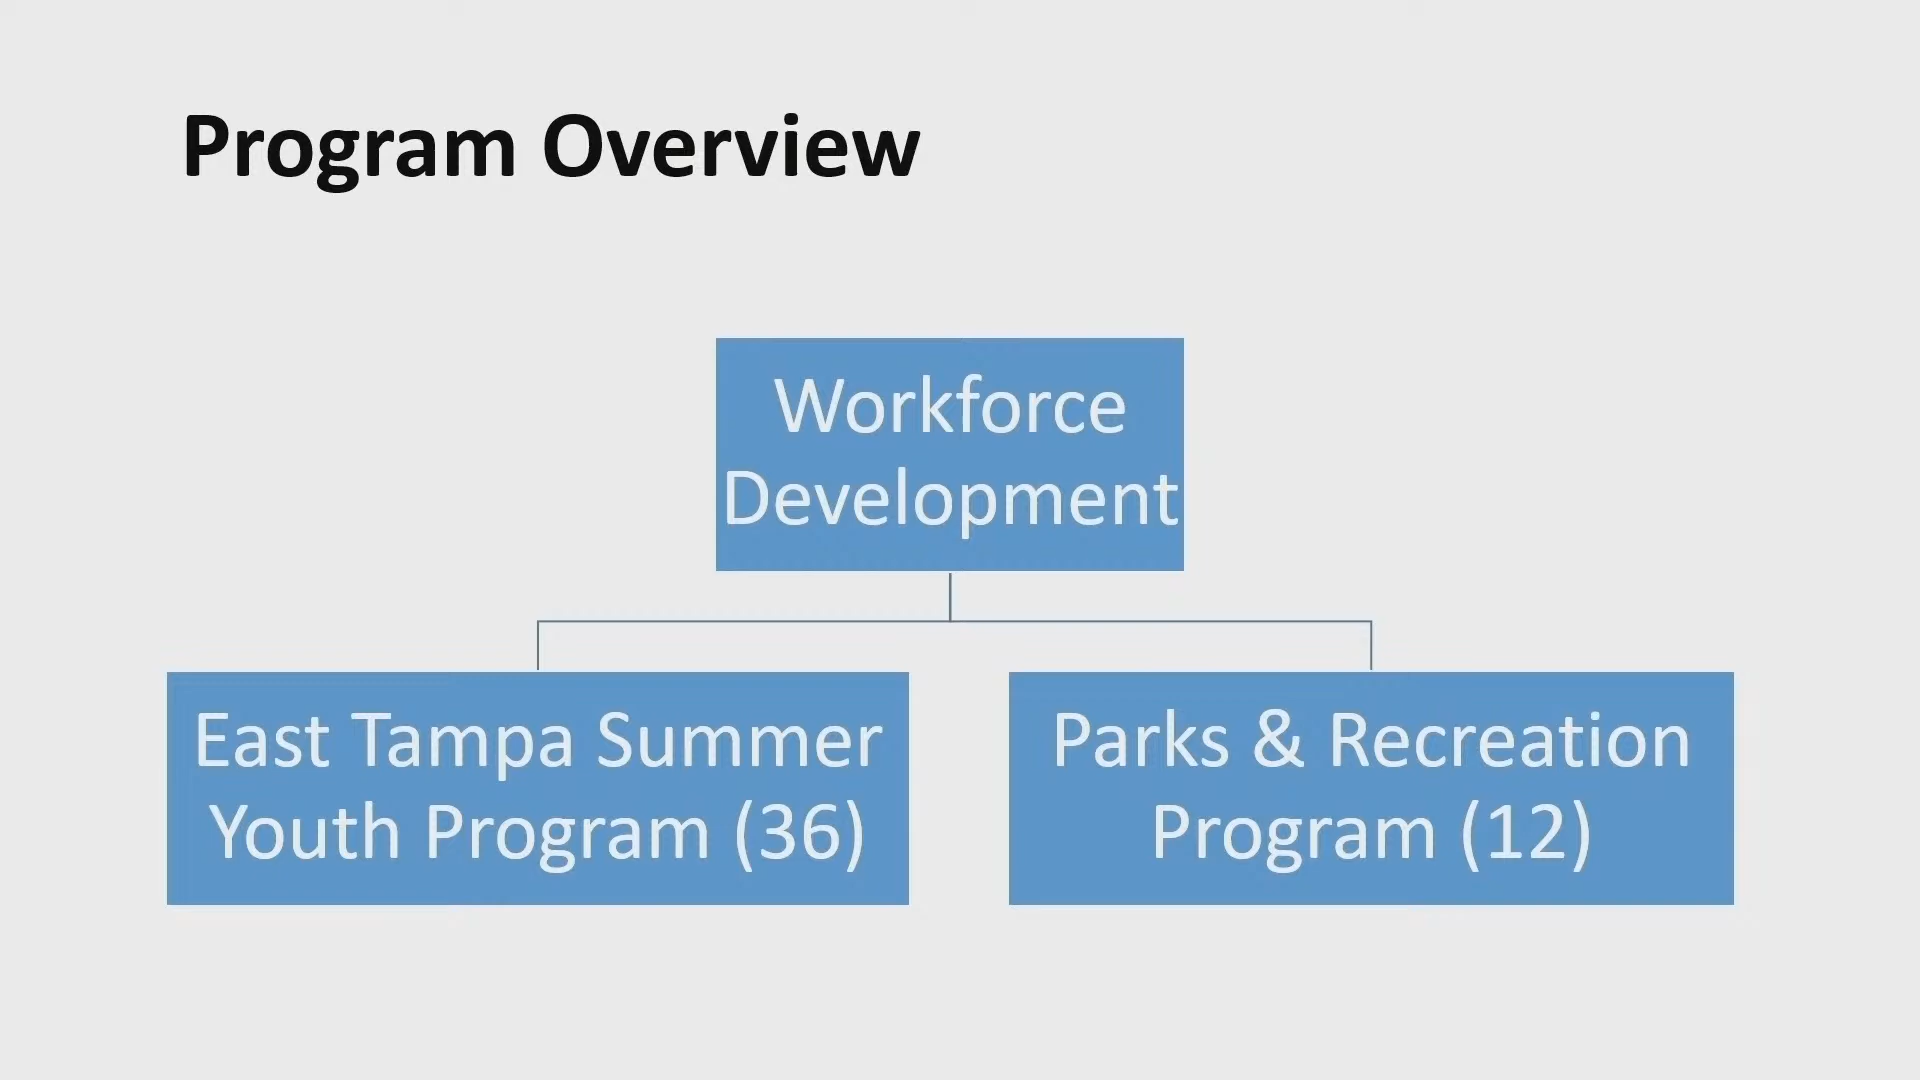 Program Overview
Workforce
Development
East Tampa Summer
Youth Program (36)
Parks & Recreation
Program (12)